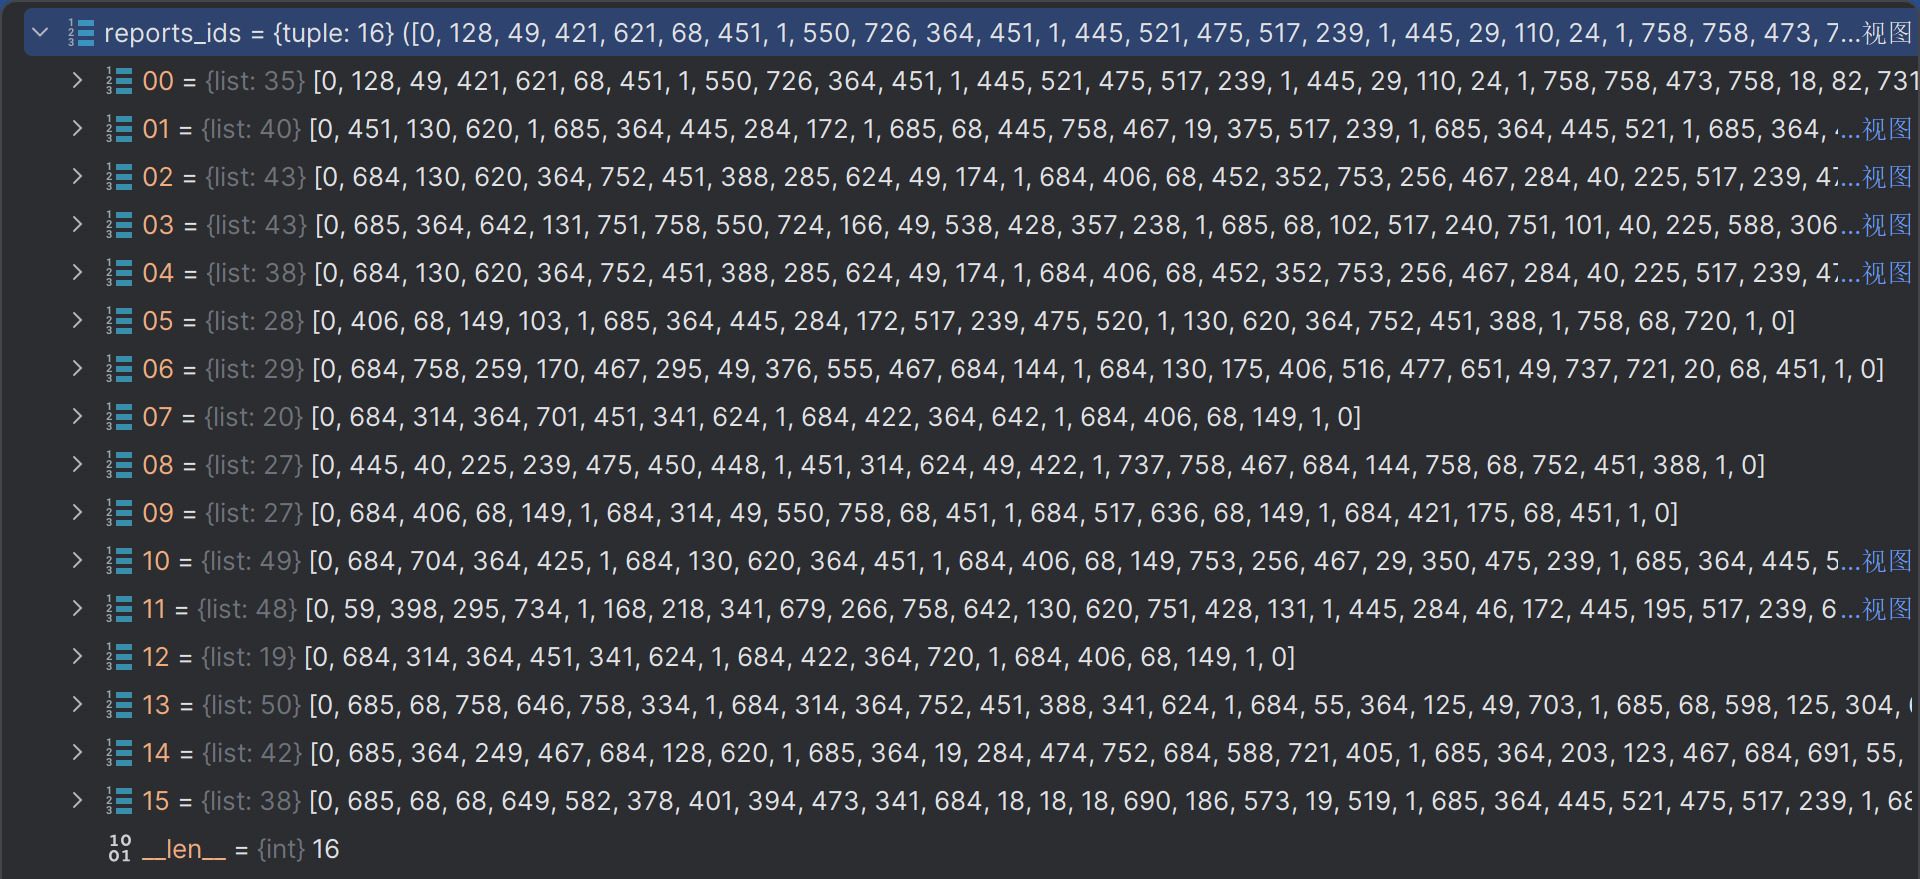 reports_ids = {tuple: 16} ([0, 128, 49, 421, 621, 68, 451, 1, 550, 726, 364, 451, 1, 445, 521, 475, 517, 239, 1, 445, 29, 110, 24, 1, 758, 758, 473, 7...视图
00 = {list: 35} [0, 128, 49, 421, 621, 68, 451, 1, 550, 726, 364, 451, 1, 445, 521, 475, 517, 239, 1, 445, 29, 110, 24, 1, 758, 758, 473, 758, 18, 82, 731
01 = {list: 40} [0, 451, 130, 620, 1, 685, 364, 445, 284, 172, 1, 685, 68, 445, 758, 467, 19, 375, 517, 239, 1, 685, 364, 445, 521, 1, 685, 364, ...视图
02 = {list: 43} [0, 684, 130, 620, 364, 752, 451, 388, 285, 624, 49, 174, 1, 684, 406, 68, 452, 352, 753, 256, 467, 284, 40, 225, 517, 239, 47...视图
03 = {list: 43} [0, 685, 364, 642, 131, 751, 758, 550, 724, 166, 49, 538, 428, 357, 238, 1, 685, 68, 102, 517, 240, 751, 101, 40, 225, 588, 306...视图
04 = {list: 38} [0, 684, 130, 620, 364, 752, 451, 388, 285, 624, 49, 174, 1, 684, 406, 68, 452, 352, 753, 256, 467, 284, 40, 225, 517, 239, 47...视图
05 = {list: 28} [0, 406, 68, 149, 103, 1, 685, 364, 445, 284, 172, 517, 239, 475, 520, 1, 130, 620, 364, 752, 451, 388, 1, 758, 68, 720, 1, 0]
06 = {list: 29} [0, 684, 758, 259, 170, 467, 295, 49, 376, 555, 467, 684, 144, 1, 684, 130, 175, 406, 516, 477, 651, 49, 737, 721, 20, 68, 451, 1, 0]
07 = {list: 20} [0, 684, 314, 364, 701, 451, 341, 624, 1, 684, 422, 364, 642, 1, 684, 406, 68, 149, 1, 0]
08 = {list: 27} [0, 445, 40, 225, 239, 475, 450, 448, 1, 451, 314, 624, 49, 422, 1, 737, 758, 467, 684, 144, 758, 68, 752, 451, 388, 1, 0]
09 = {list: 27} [0, 684, 406, 68, 149, 1, 684, 314, 49, 550, 758, 68, 451, 1, 684, 517, 636, 68, 149, 1, 684, 421, 175, 68, 451, 1, 0]
10 = {list: 49} [0, 684, 704, 364, 425, 1, 684, 130, 620, 364, 451, 1, 684, 406, 68, 149, 753, 256, 467, 29, 350, 475, 239, 1, 685, 364, 445, 5...视图
11 = {list: 48} [0, 59, 398, 295, 734, 1, 168, 218, 341, 679, 266, 758, 642, 130, 620, 751, 428, 131, 1, 445, 284, 46, 172, 445, 195, 517, 239, 6...视图
12 = {list: 19} [0, 684, 314, 364, 451, 341, 624, 1, 684, 422, 364, 720, 1, 684, 406, 68, 149, 1, 0]
13 = {list: 50} [0, 685, 68, 758, 646, 758, 334, 1, 684, 314, 364, 752, 451, 388, 341, 624, 1, 684, 55, 364, 125, 49, 703, 1, 685, 68, 598, 125, 304,
14 = {list: 42} [0, 685, 364, 249, 467, 684, 128, 620, 1, 685, 364, 19, 284, 474, 752, 684, 588, 721, 405, 1, 685, 364, 203, 123, 467, 684, 691, 55,
15 = {list: 38} [0, 685, 68, 68, 649, 582, 378, 401, 394, 473, 341, 684, 18, 18, 18, 690, 186, 573, 19, 519, 1, 685, 364, 445, 521, 475, 517, 239, 1, 68
__len__ = {int} 16